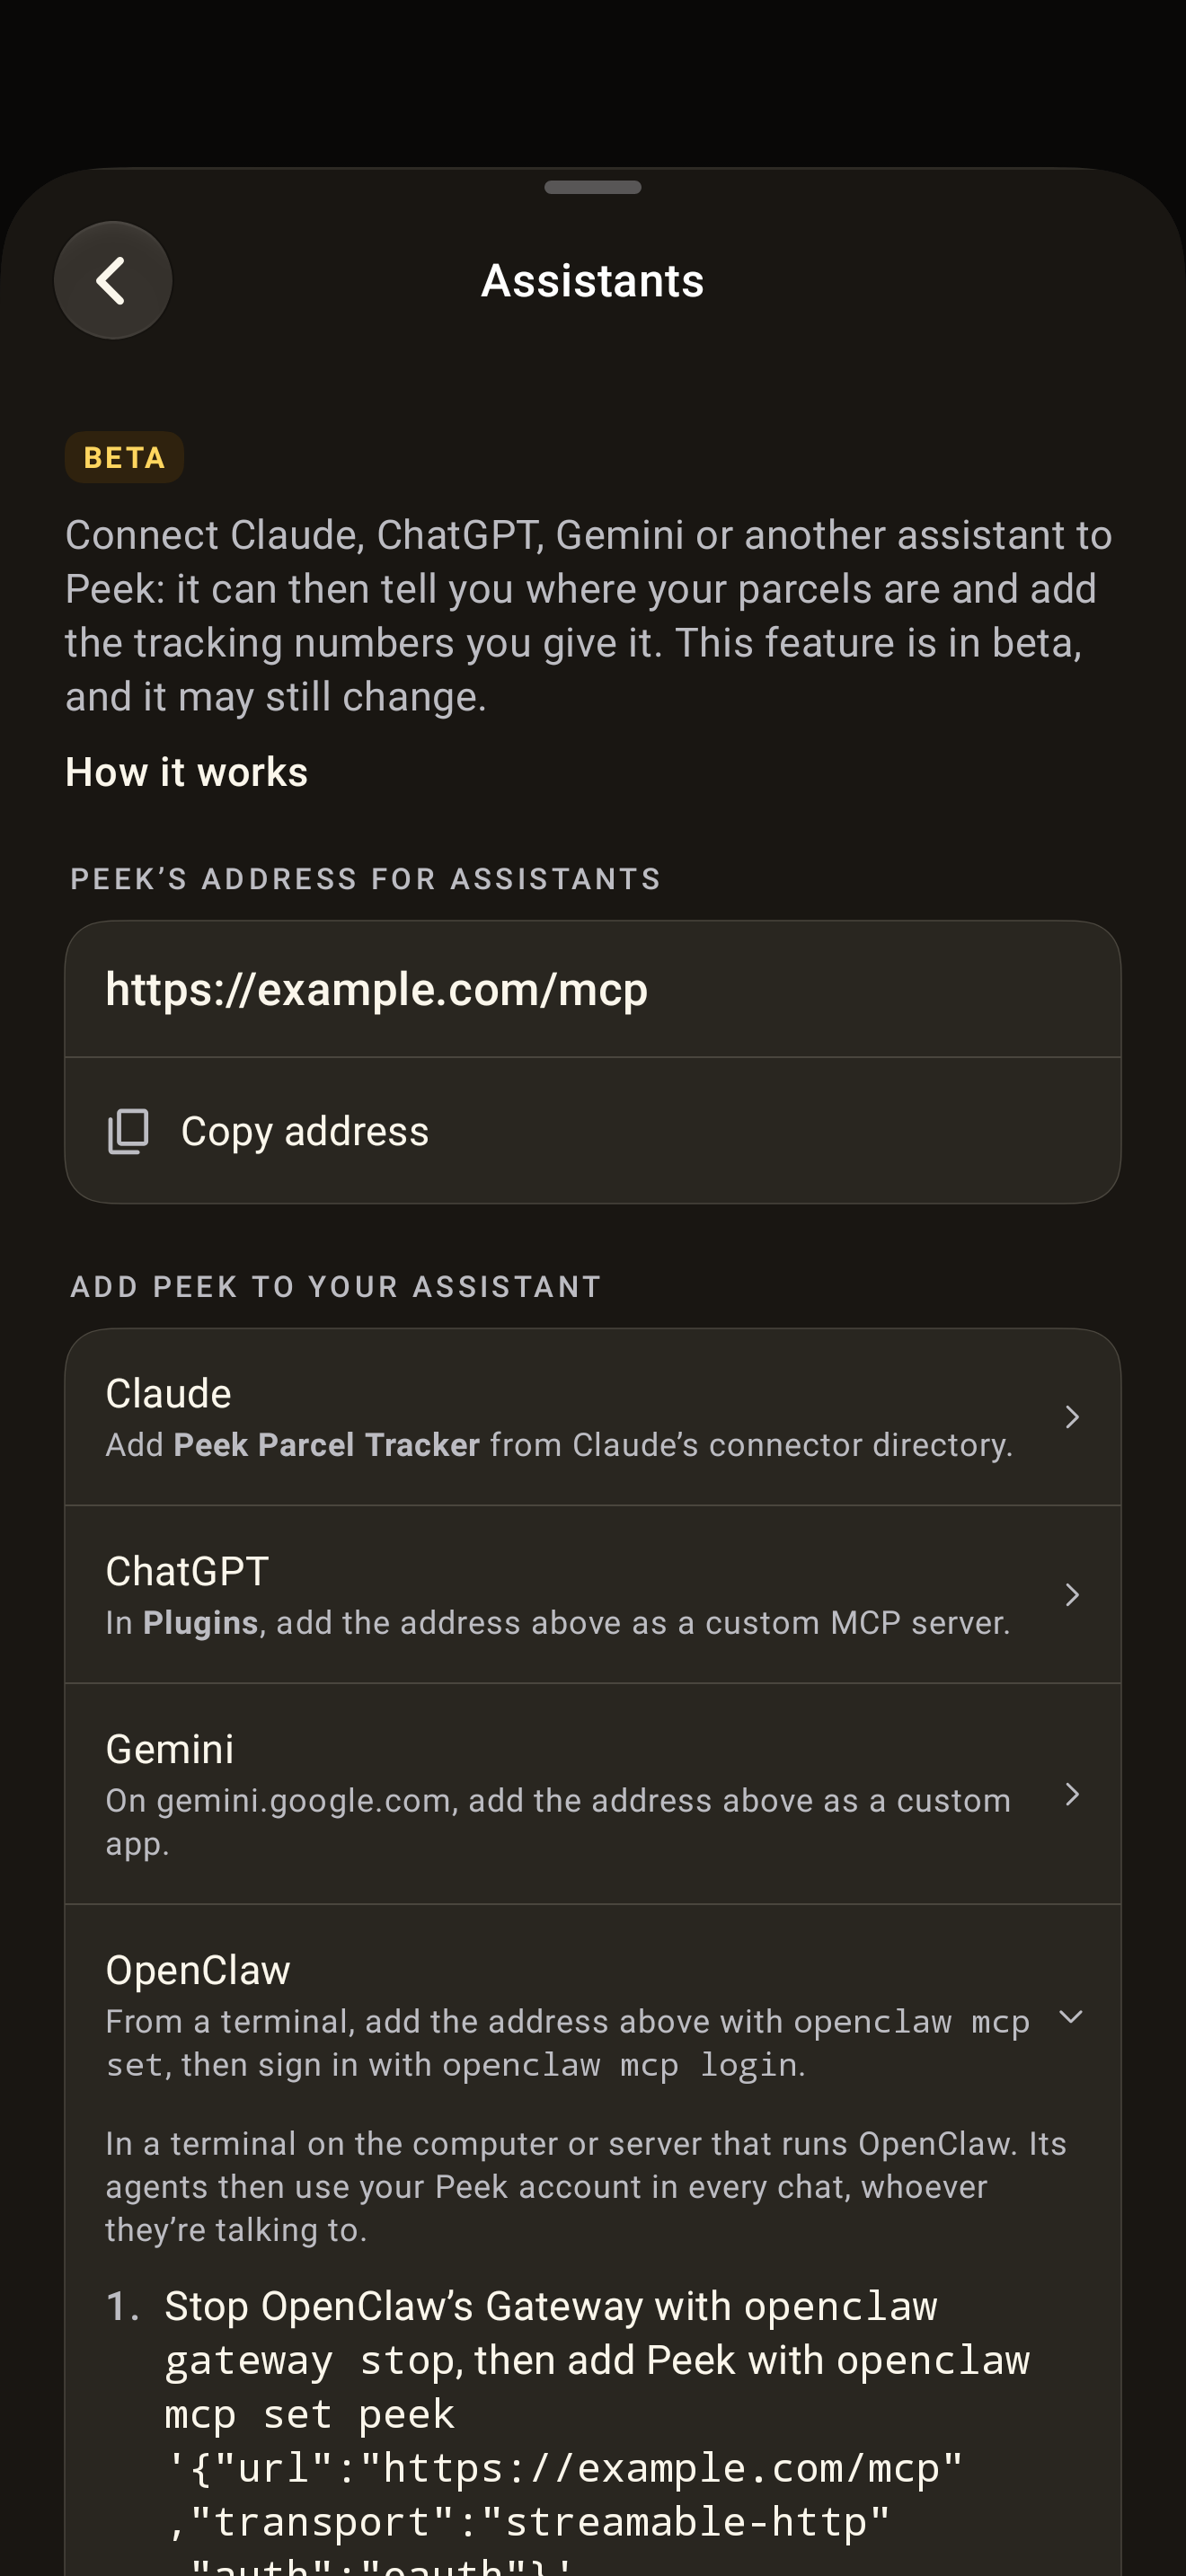 Assistants
BETA
Connect Claude, ChatGPT, Gemini or another assistant to
Peek: it can then tell you where your parcels are and add
the tracking numbers you give it. This feature is in beta,
and it may still change.
How it works
PEEK’S ADDRESS FOR ASSISTANTS
https://example.com/mcp
Copy address
ADD PEEK TO YOUR ASSISTANT
Claude
Add Peek Parcel Tracker from Claude’s connector directory.
ChatGPT
In Plugins, add the address above as a custom MCP server.
Gemini
On gemini.google.com, add the address above as a custom
app.
OpenClaw
From a terminal, add the address above with openclaw mcp
set, then sign in with openclaw mcp login.
In a terminal on the computer or server that runs OpenClaw. Its
agents then use your Peek account in every chat, whoever
they’re talking to.
1. Stop OpenClaw’s Gateway with openclaw
gateway stop, then add Peek with openclaw
mcp set peek
'{"url":"https://example.com/mcp"
,"transport":"streamable-http"
,"auth":"oauth"}'